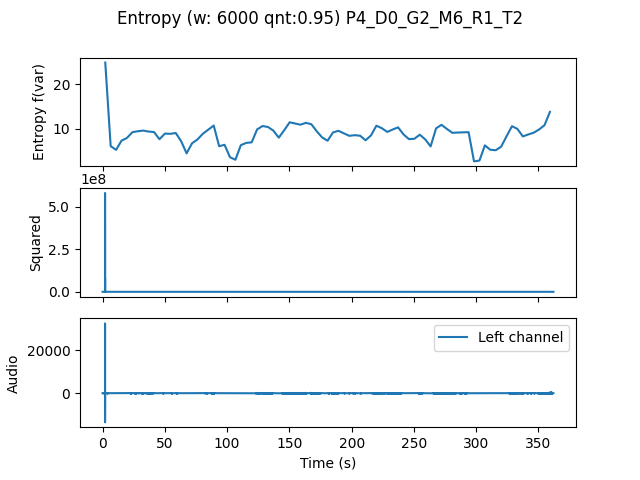 Entropy (w: 6000 qnt:0.95) P4_D0_G2_M6_R1_T2
Entropy f(var)
20
10
1e8
Squared
5.0
2.5
0.0
Audio
20000
0
Left channel
0 50 100 150 200 250 300 350
Time (s)